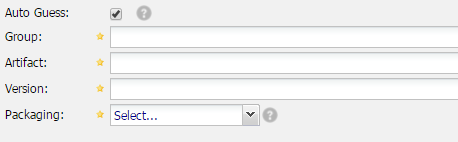 Auto Guess:
Group:
Artifact:
Version:
Packaging: Select...